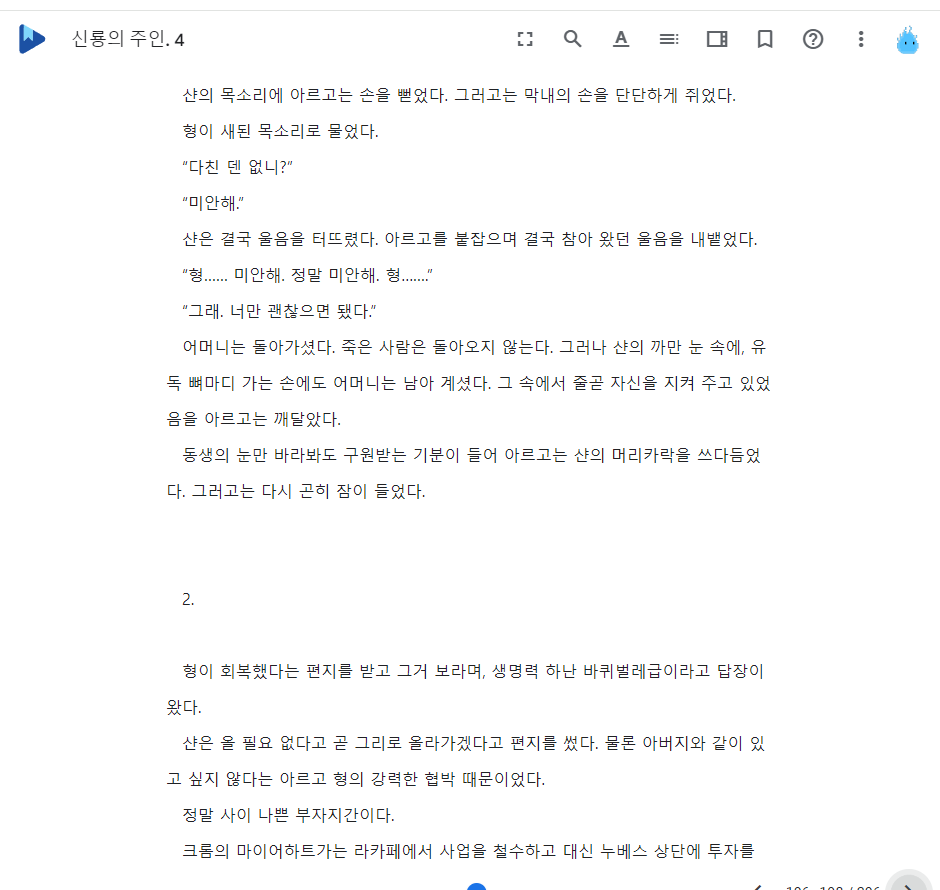 신룡의 주인. 4
샨의 목소리에 아르고는 손을 뻗었다. 그러고는 막내의 손을 단단하게 쥐었다.
형이 새된 목소리로 물었다.
“다친 덴 없니?”
“미안해.”
샨은 결국 울음을 터뜨렸다. 아르고를 붙잡으며 결국 참아 왔던 울음을 내뱉었다.
“형…… 미안해. 정말 미안해. 형…….”
“그래. 너만 괜찮으면 됐다.”
어머니는 돌아가셨다. 죽은 사람은 돌아오지 않는다. 그러나 샨의 까만 눈 속에, 유
독 뼈마디 가는 손에도 어머니는 남아 계셨다. 그 속에서 줄곧 자신을 지켜 주고 있었
음을 아르고는 깨달았다.
동생의 눈만 바라봐도 구원받는 기분이 들어 아르고는 샨의 머리카락을 쓰다듬었
다. 그러고는 다시 곤히 잠이 들었다.
2.
형이 회복했다는 편지를 받고 그거 보라며, 생명력 하난 바퀴벌레급이라고 답장이
왔다.
샨은 올 필요 없다고 곧 그리로 올라가겠다고 편지를 썼다. 물론 아버지와 같이 있
고 싶지 않다는 아르고 형의 강력한 협박 때문이었다.
정말 사이 나쁜 부자지간이다.
크롬의 마이어하트가는 라카페에서 사업을 철수하고 대신 누베스 상단에 투자를